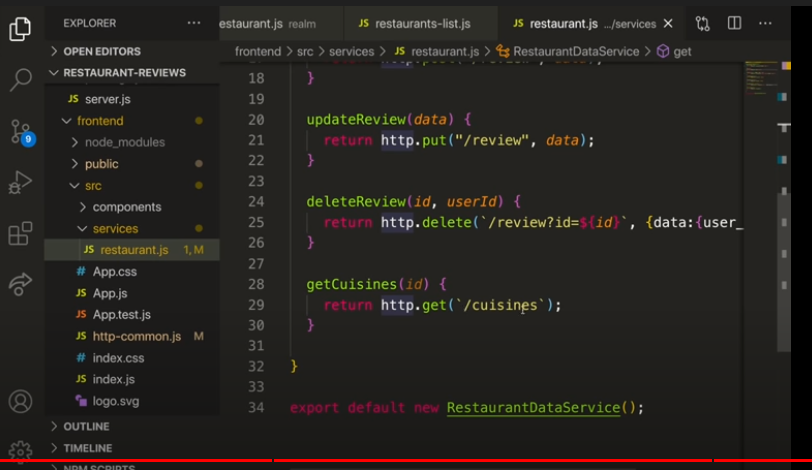 EXPLORER
OPEN EDITORS
RESTAURANT-REVIEWS
JS server.js
frontend
node_modules
public
src
components
services
JS restaurant.js 1, M
# App.css
JS App.js
JS App.test.js
JS http-common.js M
# index.css
JS index.js
logo.svg
OUTLINE
TIMELINE
NPM SCRIPTS
9
estaurant.js realm JS restaurants-list.js JS restaurant.js .../services
frontend > src > services > JS restaurant.js > RestaurantDataService > get
18 }
19
20 updateReview(data) {
21 return http.put("/review", data);
22 }
23
24 deleteReview(id, userId) {
25 return http.delete(`/review?id=${id}`, {data:{user_
26 }
27
28 getCuisines(id) {
29 return http.get(`/cuisines`);
30 }
31
32 }
33
34 export default new RestaurantDataService();